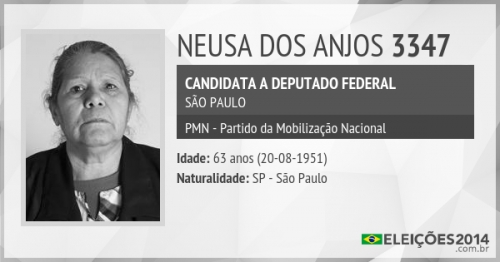 NEUSA DOS ANJOS 3347
CANDIDATA A DEPUTADO FEDERAL
SÃO PAULO
PMN - Partido da Mobilização Nacional
Idade: 63 anos (20-08-1951)
Naturalidade: SP - São Paulo
ELEIÇÕES2014
.com.br